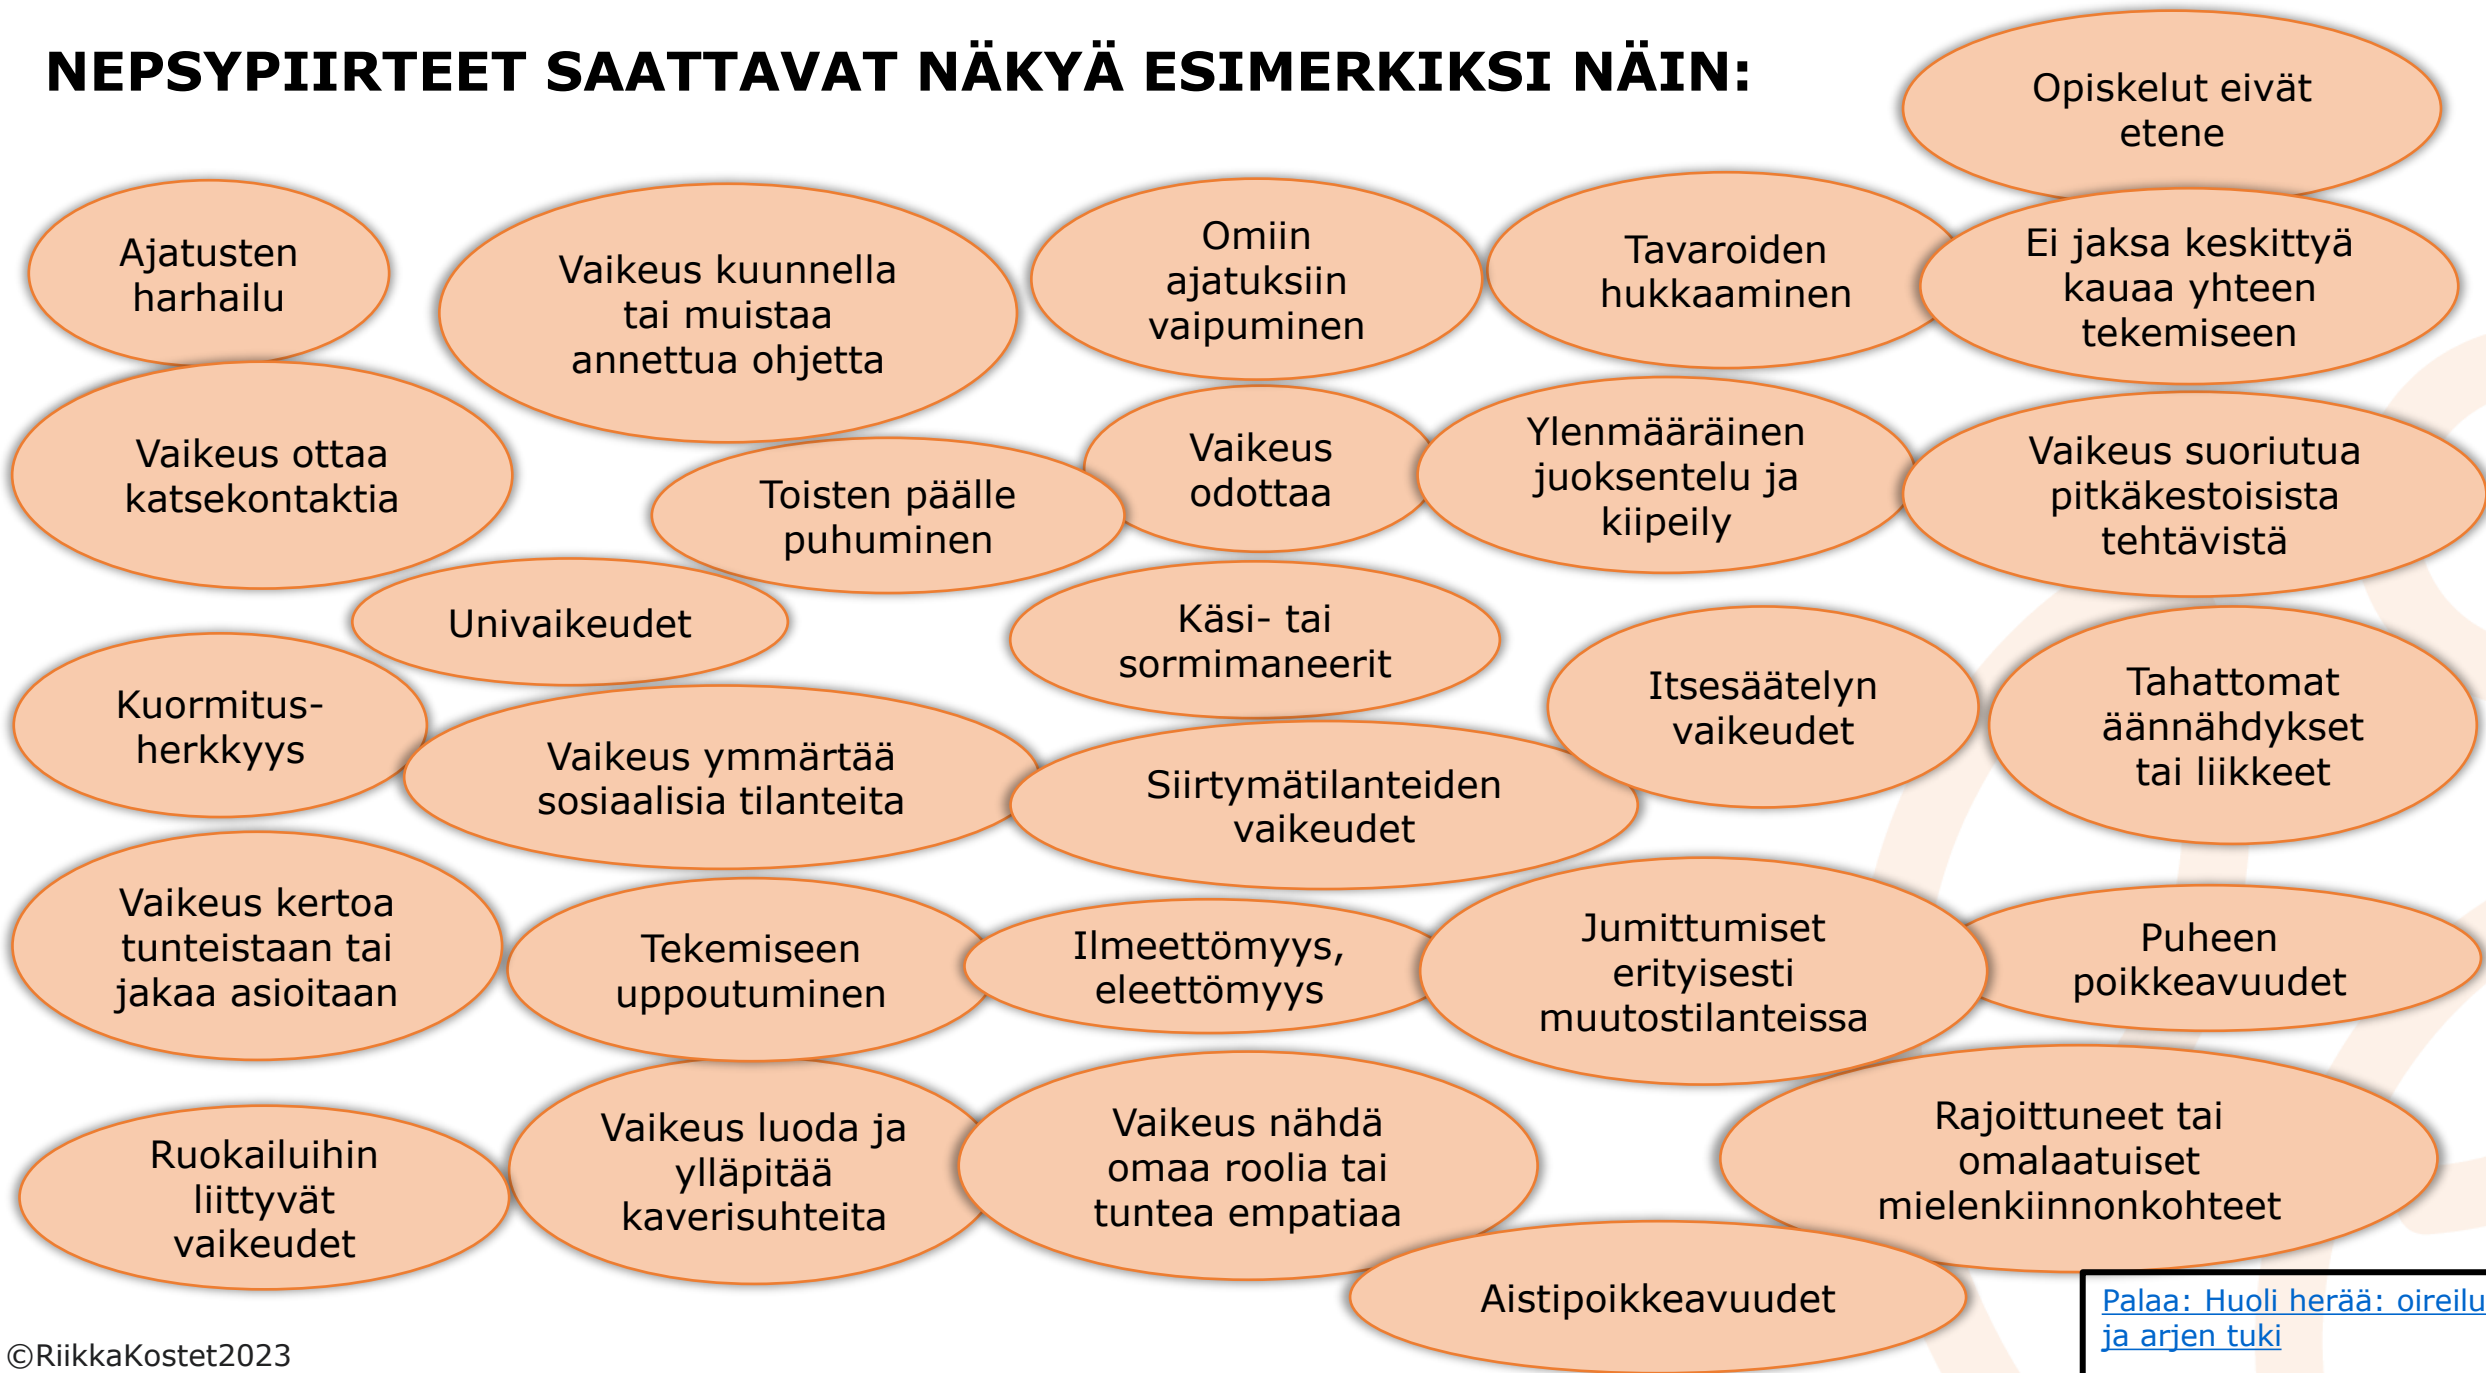 NEPSYPIIRTEET SAATTAVAT NÄKYÄ ESIMERKIKSI NÄIN:
Opiskelut eivät
etene
Ajatusten
harhailu
Vaikeus kuunnella
tai muistaa
annettua ohjetta
Omiin
ajatuksiin
vaipuminen
Tavaroiden
hukkaaminen
Ei jaksa keskittyä
kauaa yhteen
tekemiseen
Vaikeus ottaa
katsekontaktia
Toisten päälle
puhuminen
Vaikeus
odottaa
Ylenmääräinen
juoksentelu ja
kiipeily
Vaikeus suoriutua
pitkäkestoisista
tehtävistä
Univaikeudet
Käsi- tai
sormimaneerit
Itsesäätelyn
vaikeudet
Tahattomat
äännähdykset
tai liikkeet
Kuormitus-
herkkyys
Vaikeus ymmärtää
sosiaalisia tilanteita
Siirtymätilanteiden
vaikeudet
Vaikeus kertoa
tunteistaan tai
jakaa asioitaan
Tekemiseen
uppoutuminen
Ilmeettömyys,
eleettömyys
Jumittumiset
erityisesti
muutostilanteissa
Puheen
poikkeavuudet
Ruokailuihin
liittyvät
vaikeudet
Vaikeus luoda ja
ylläpitää
kaverisuhteita
Vaikeus nähdä
omaa roolia tai
tuntea empatiaa
Rajoittuneet tai
omalaatuiset
mielenkiinnonkohteet
Aistipoikkeavuudet
Palaa: Huoli herää: oireilu
ja arjen tuki
©RiikkaKostet2023